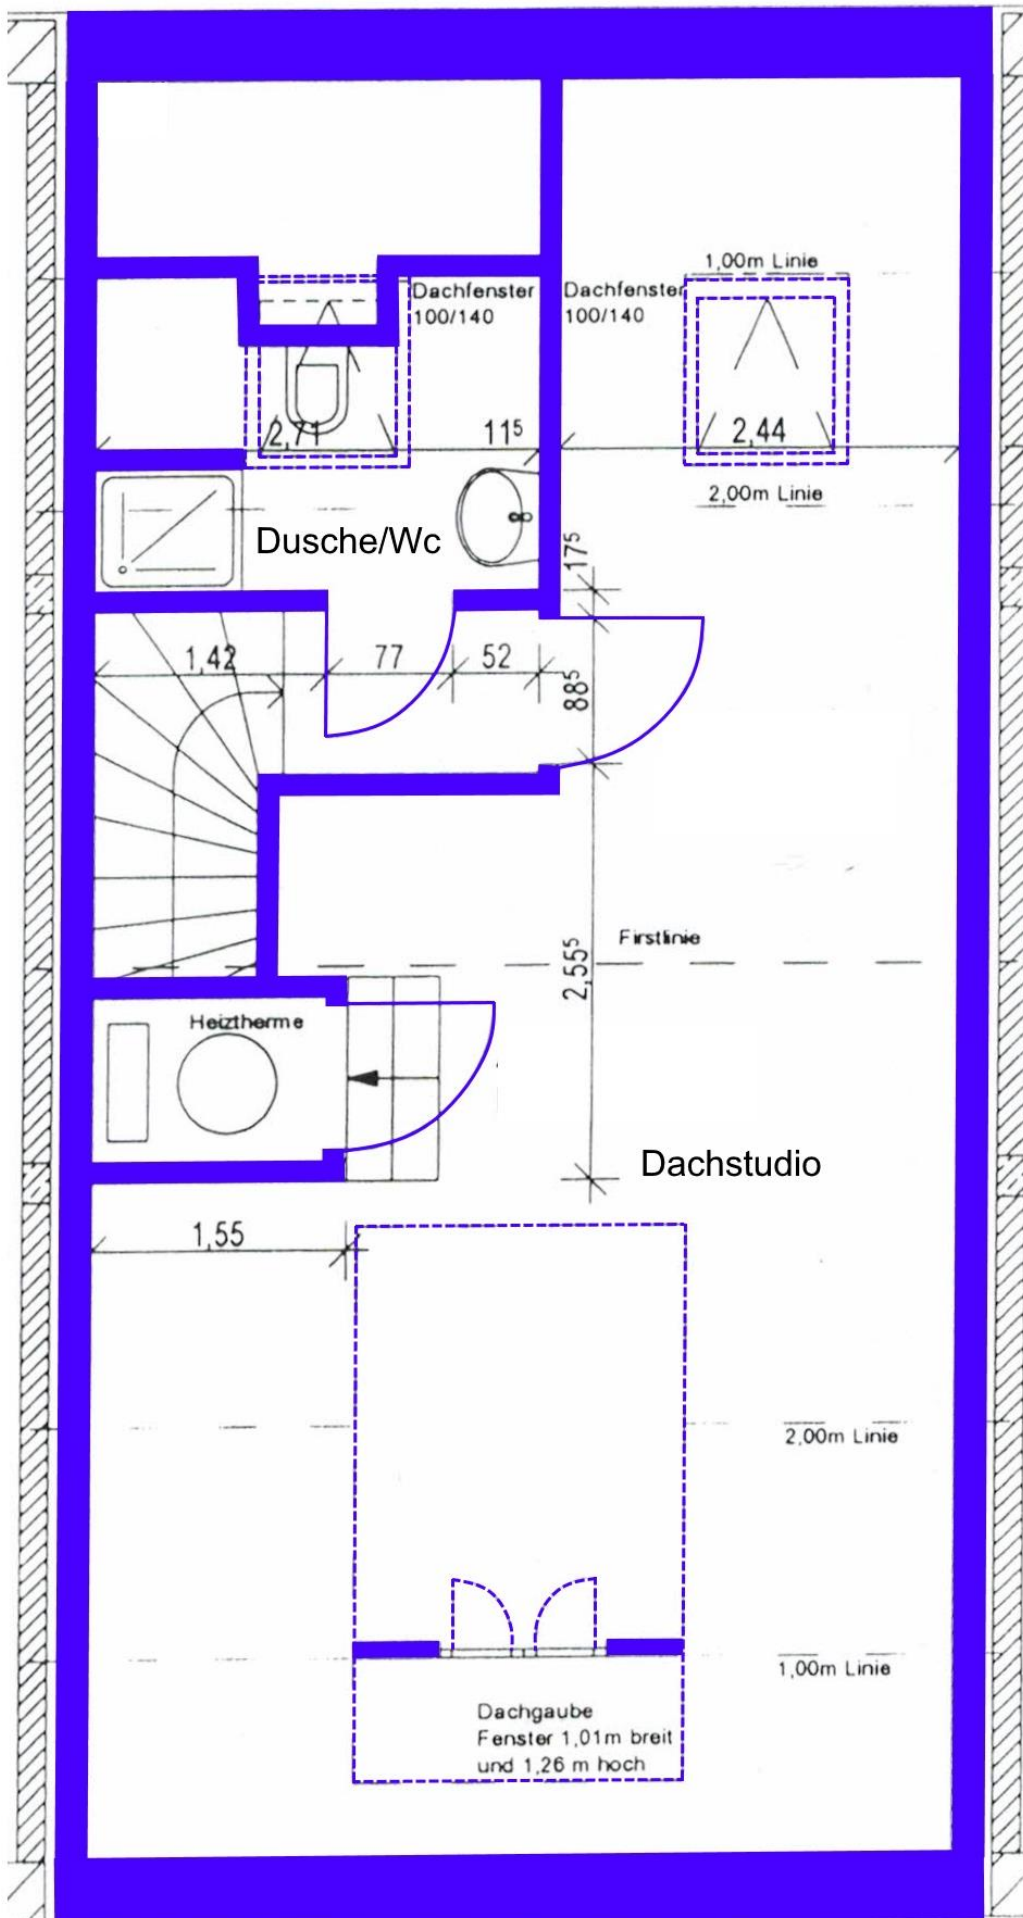 1,00m Linie
Dachfenster
100/140
Dachfenster
100/140
2,71
11⁵
2,44
2,00m Linie
Dusche/Wc
17⁵
1,42
77
52
88⁵
Firstlinie
2,55⁵
Heiztherme
Dachstudio
1,55
2,00m Linie
1,00m Linie
Dachgaube
Fenster 1,01m breit
und 1,26 m hoch